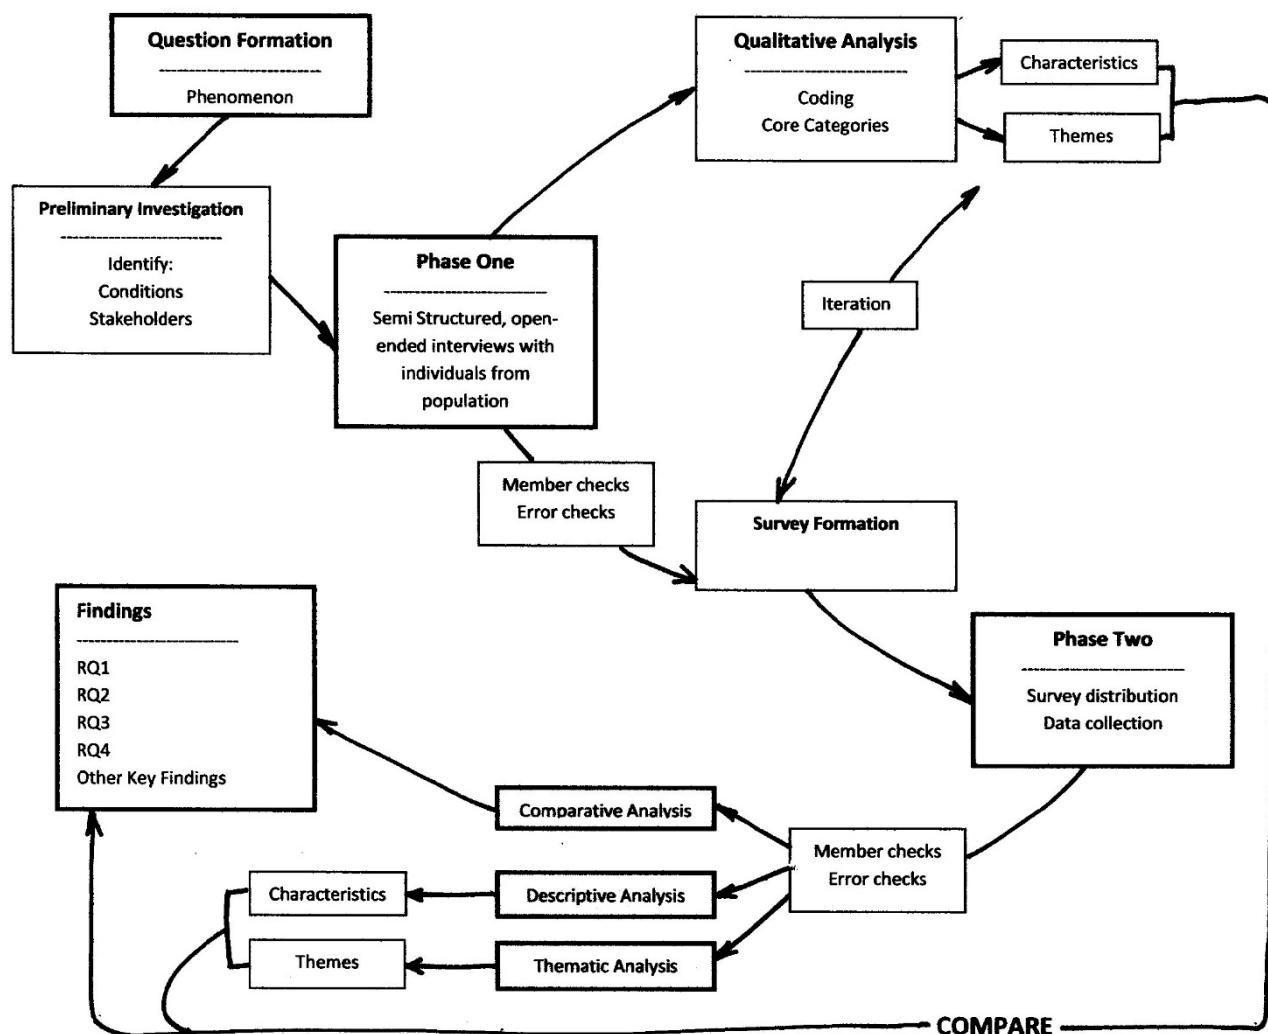 Question Formation
Phenomenon
Preliminary Investigation
Identify:
Conditions
Stakeholders
Phase One
Semi Structured, open-
ended interviews with
individuals from
population
Qualitative Analysis
Coding
Core Categories
Characteristics
Themes
Iteration
Member checks
Error checks
Survey Formation
Phase Two
Survey distribution
Data collection
Findings
RQ1
RQ2
RQ3
RQ4
Other Key Findings
Comparative Analysis
Member checks
Error checks
Characteristics
Descriptive Analysis
Themes
Thematic Analysis
COMPARE